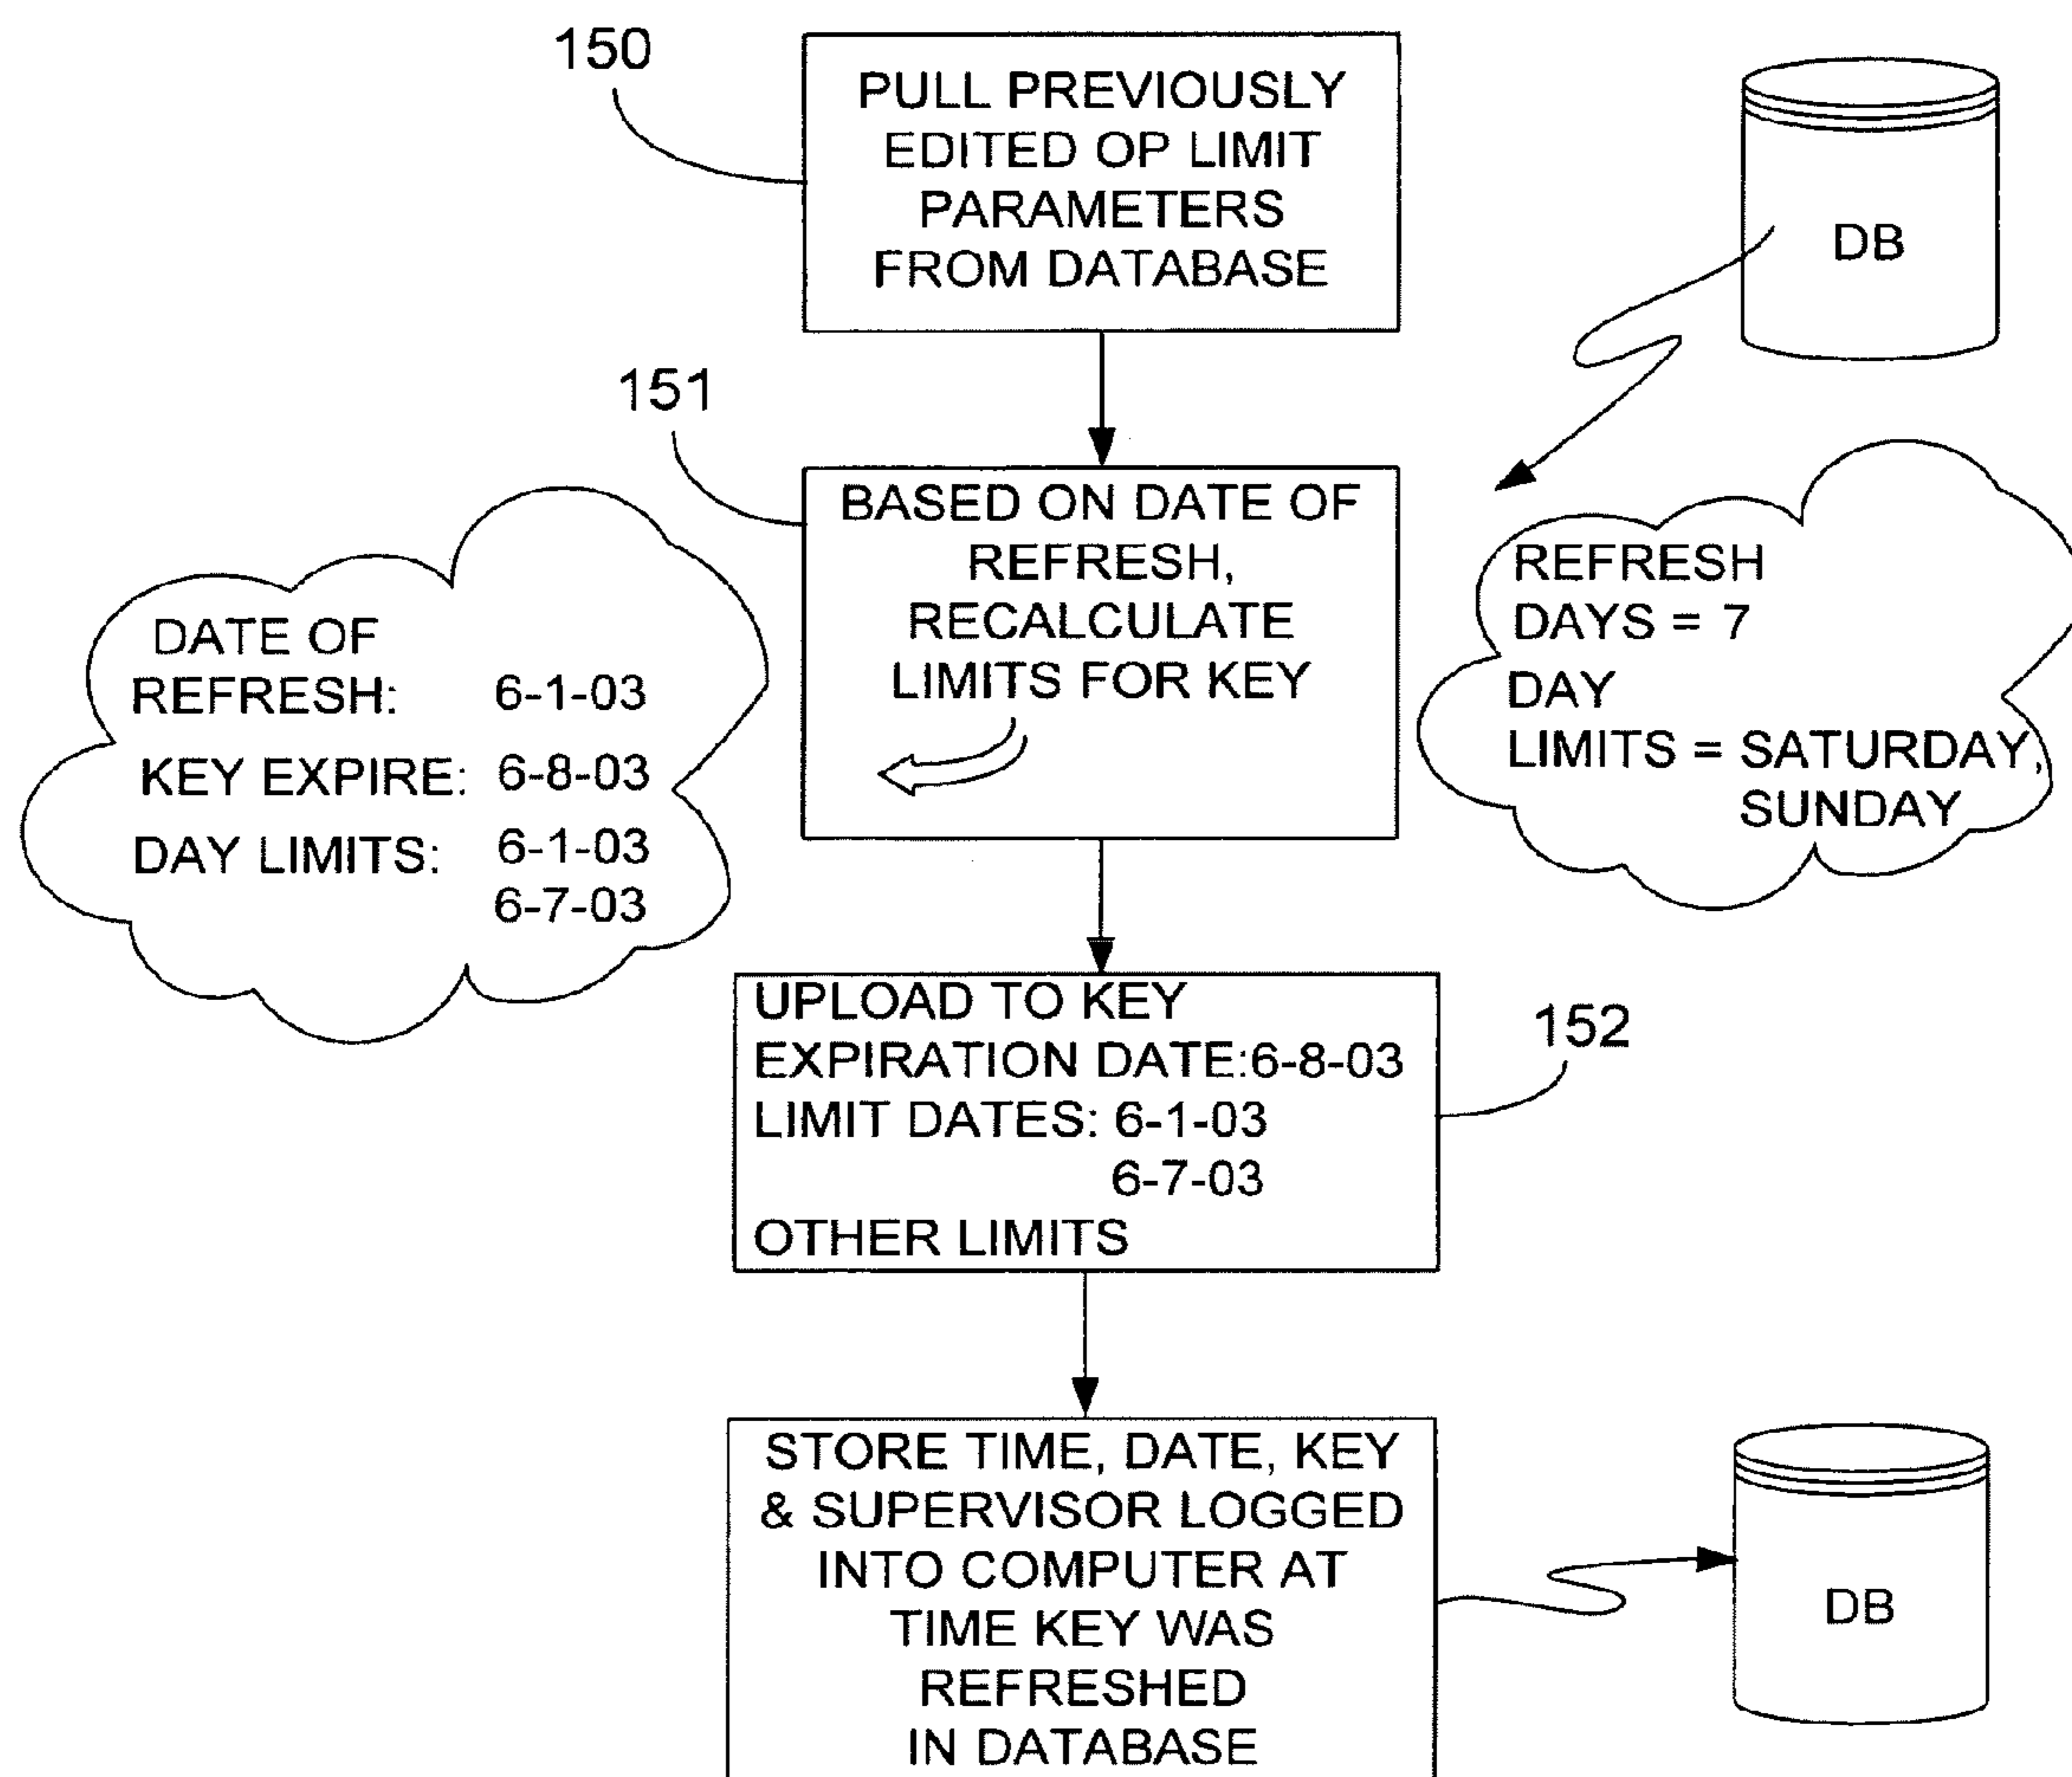 150
PULL PREVIOUSLY
EDITED OP LIMIT
PARAMETERS
FROM DATABASE
DB
151
BASED ON DATE OF
REFRESH,
RECALCULATE
LIMITS FOR KEY
DATE OF
REFRESH: 6-1-03
KEY EXPIRE: 6-8-03
DAY LIMITS: 6-1-03
6-7-03
REFRESH
DAYS = 7
DAY
LIMITS = SATURDAY,
SUNDAY
UPLOAD TO KEY
EXPIRATION DATE:6-8-03
LIMIT DATES: 6-1-03
6-7-03
OTHER LIMITS
152
STORE TIME, DATE, KEY
& SUPERVISOR LOGGED
INTO COMPUTER AT
TIME KEY WAS
REFRESHED
IN DATABASE
DB